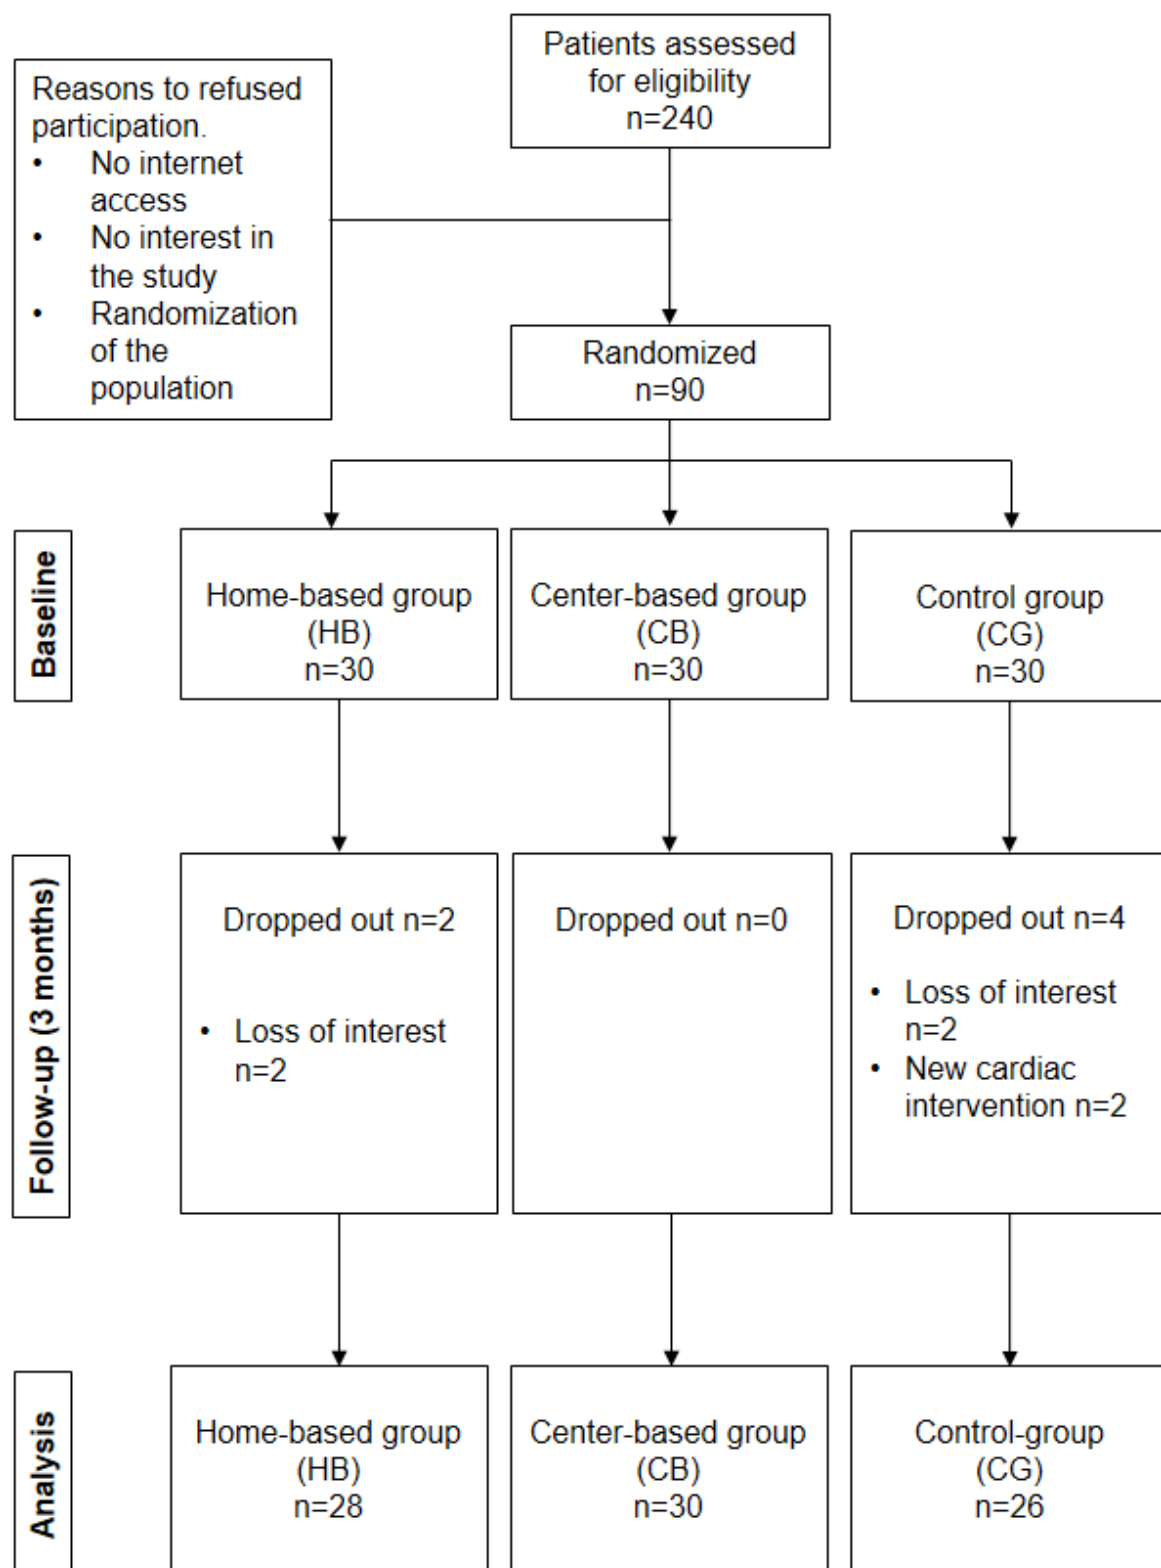 Patients assessed
for eligibility
n=240
Reasons to refused
participation.
• No internet
access
• No interest in
the study
• Randomization
of the
population
Randomized
n=90
Baseline
Home-based group
(HB)
n=30
Center-based group
(CB)
n=30
Control group
(CG)
n=30
Follow-up (3 months)
Dropped out n=2
• Loss of interest
n=2
Dropped out n=0
Dropped out n=4
• Loss of interest
n=2
• New cardiac
intervention n=2
Analysis
Home-based group
(HB)
n=28
Center-based group
(CB)
n=30
Control-group
(CG)
n=26